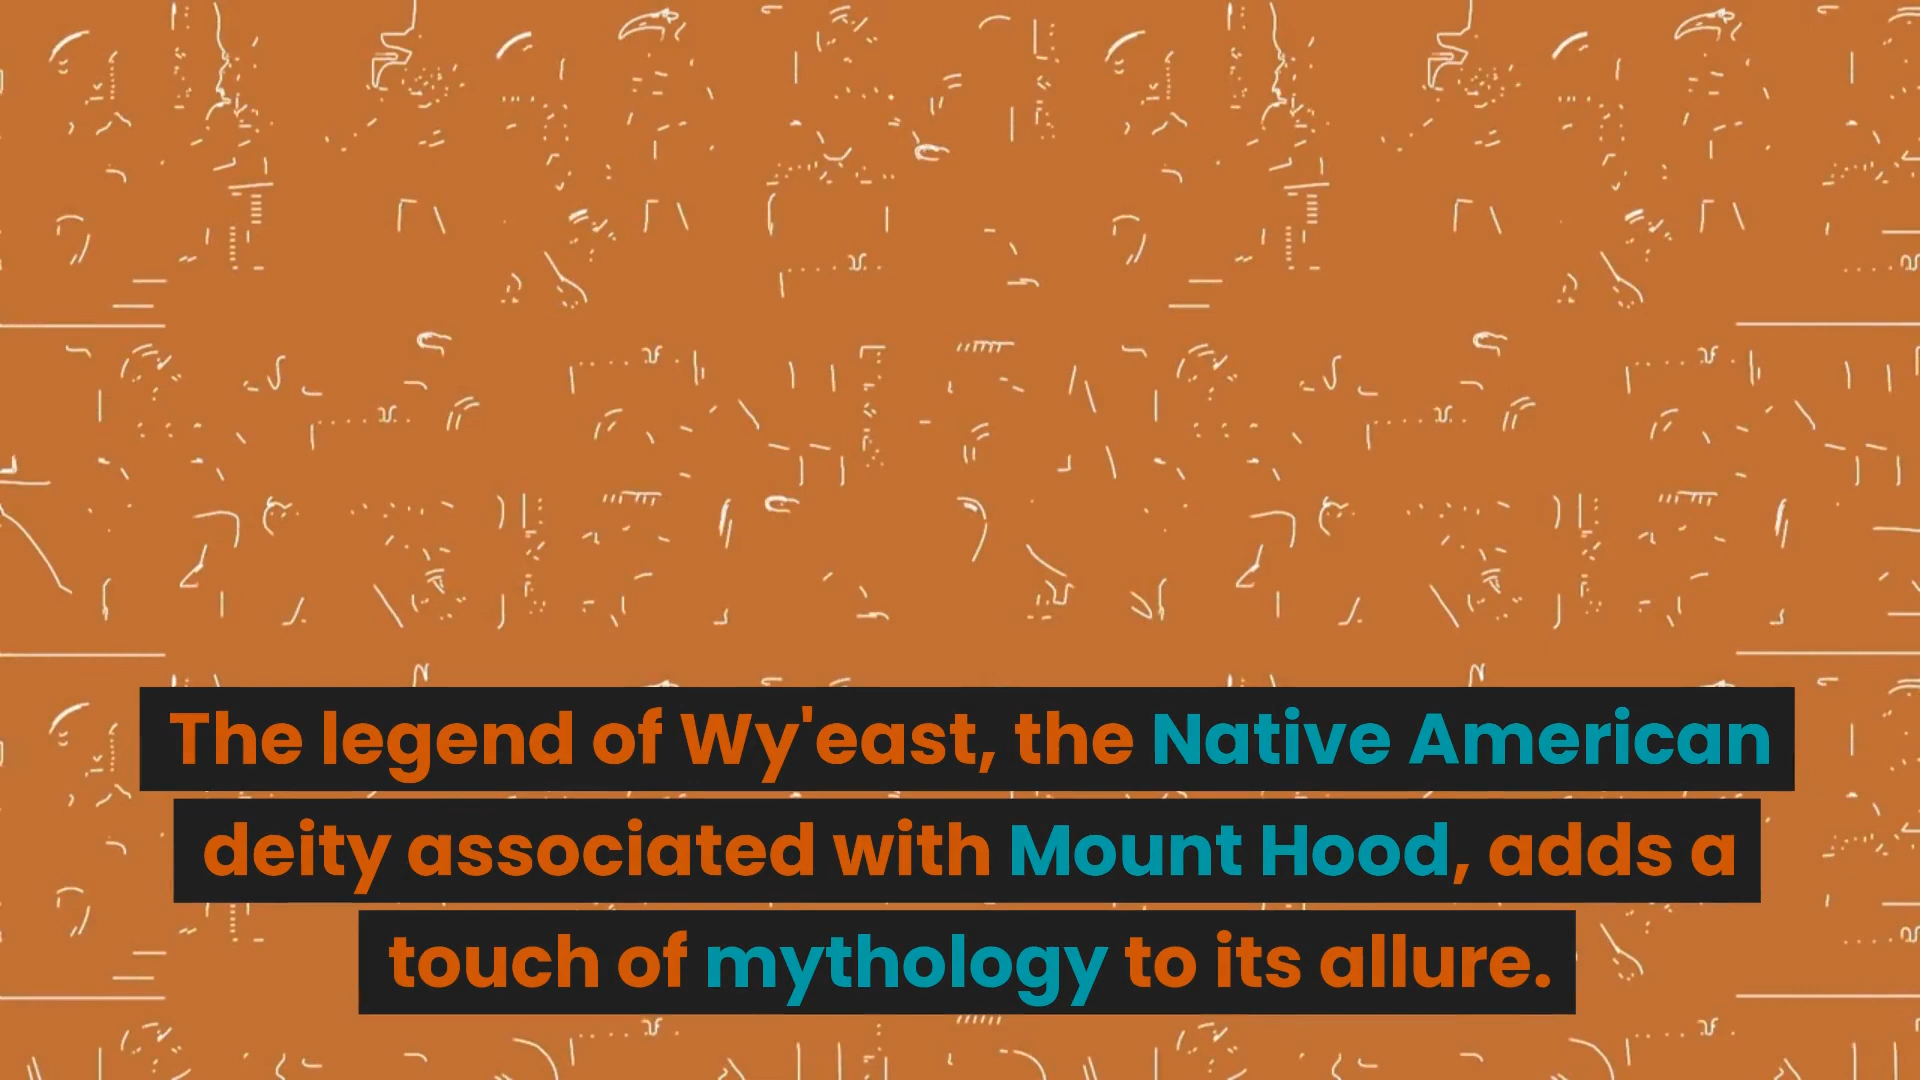 The legend of Wy'east, the Native American
deity associated with Mount Hood, adds a
touch of mythology to its allure.